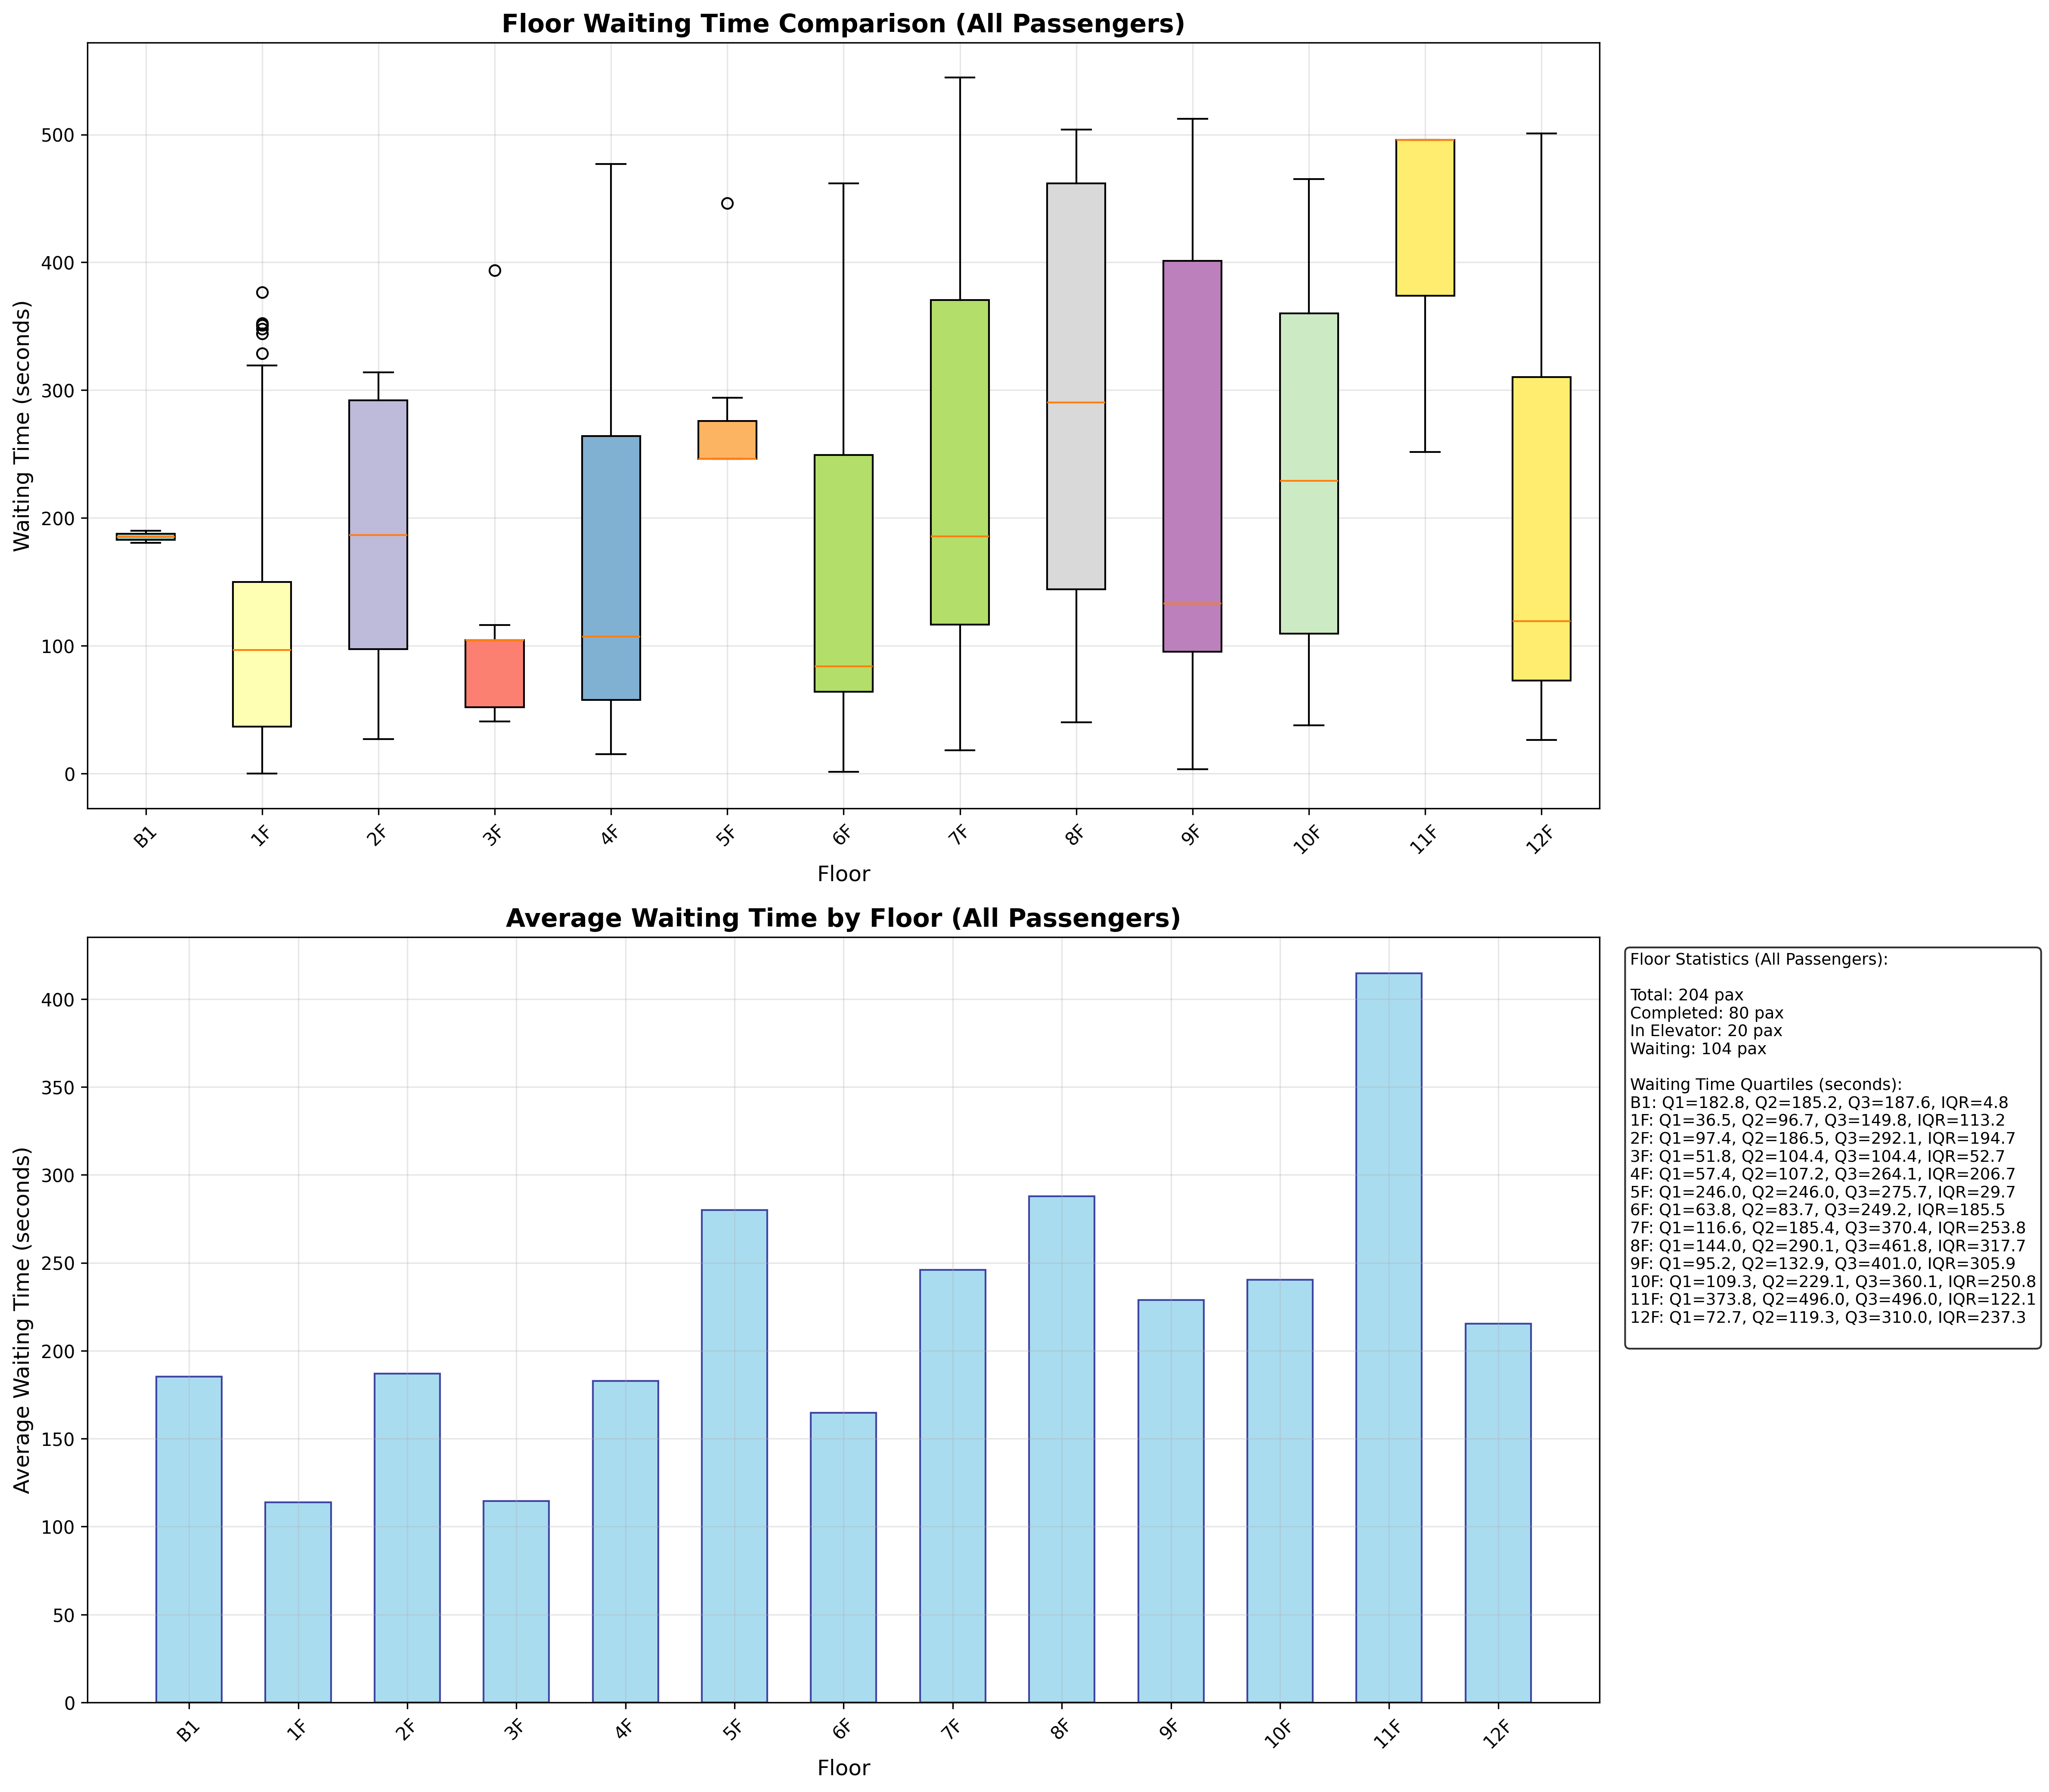 Floor Waiting Time Comparison (All Passengers)
Waiting Time (seconds)
500
400
300
200
100
0
B1 1F 2F 3F 4F 5F 6F 7F 8F 9F 10F 11F 12F
Floor
Average Waiting Time by Floor (All Passengers)
Average Waiting Time (seconds)
400
350
300
250
200
150
100
50
0
B1 1F 2F 3F 4F 5F 6F 7F 8F 9F 10F 11F 12F
Floor
Floor Statistics (All Passengers):
Total: 204 pax
Completed: 80 pax
In Elevator: 20 pax
Waiting: 104 pax
Waiting Time Quartiles (seconds):
B1: Q1=182.8, Q2=185.2, Q3=187.6, IQR=4.8
1F: Q1=36.5, Q2=96.7, Q3=149.8, IQR=113.2
2F: Q1=97.4, Q2=186.5, Q3=292.1, IQR=194.7
3F: Q1=51.8, Q2=104.4, Q3=104.4, IQR=52.7
4F: Q1=57.4, Q2=107.2, Q3=264.1, IQR=206.7
5F: Q1=246.0, Q2=246.0, Q3=275.7, IQR=29.7
6F: Q1=63.8, Q2=83.7, Q3=249.2, IQR=185.5
7F: Q1=116.6, Q2=185.4, Q3=370.4, IQR=253.8
8F: Q1=144.0, Q2=290.1, Q3=461.8, IQR=317.7
9F: Q1=95.2, Q2=132.9, Q3=401.0, IQR=305.9
10F: Q1=109.3, Q2=229.1, Q3=360.1, IQR=250.8
11F: Q1=373.8, Q2=496.0, Q3=496.0, IQR=122.1
12F: Q1=72.7, Q2=119.3, Q3=310.0, IQR=237.3